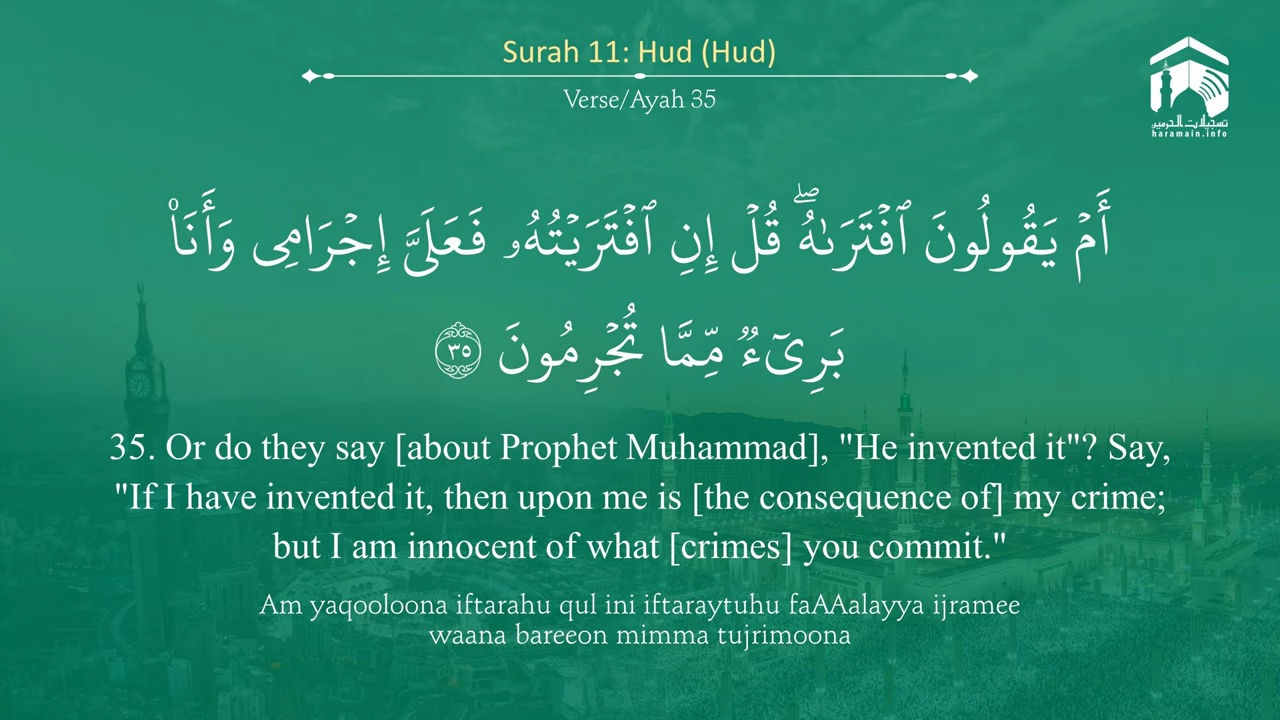 Surah 11: Hud (Hud)
Verse/Ayah 35
تسجيلات الحرمين
haramain.info
أَمۡ يَقُولُونَ ٱفۡتَرَىٰهُۖ قُلۡ إِنِ ٱفۡتَرَيۡتُهُۥ فَعَلَيَّ إِجۡرَامِي وَأَنَا۠
بَرِيٓءٞ مِّمَّا تُجۡرِمُونَ ٣٥
35. Or do they say [about Prophet Muhammad], "He invented it"? Say,
"If I have invented it, then upon me is [the consequence of] my crime;
but I am innocent of what [crimes] you commit."
Am yaqooloona iftarahu qul ini iftaraytuhu faAAalayya ijramee
waana bareeon mimma tujrimoona